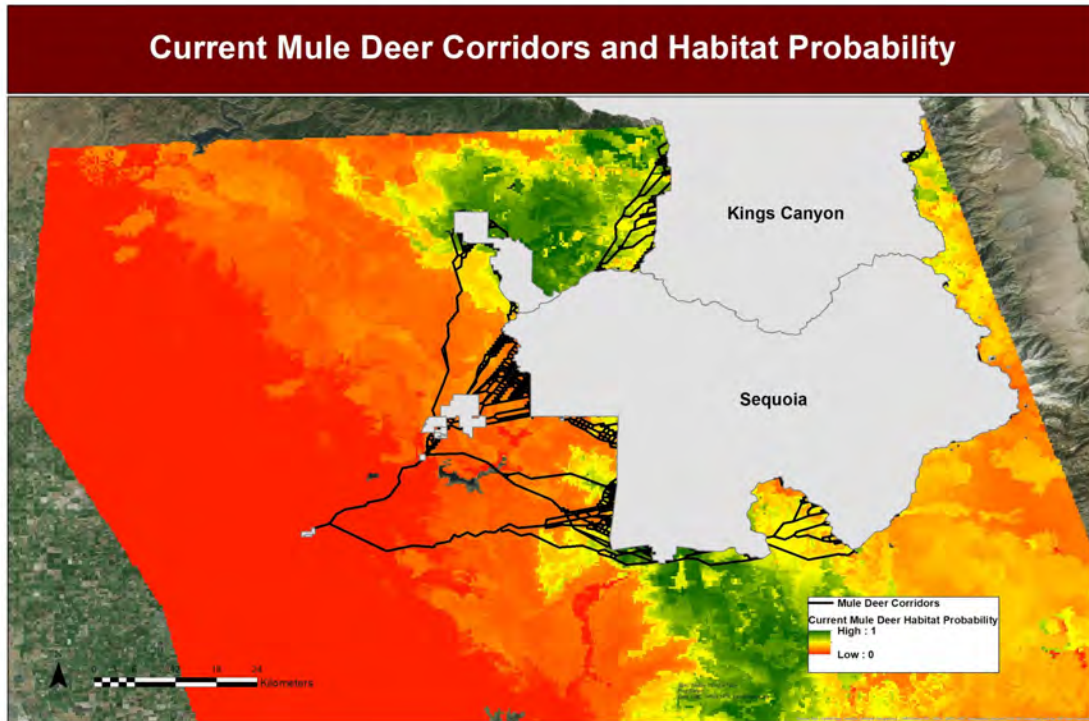 Current Mule Deer Corridors and Habitat Probability
Kings Canyon
Sequoia
Mule Deer Corridors
Current Mule Deer Habitat Probability
High : 1
Low : 0
Kilometers